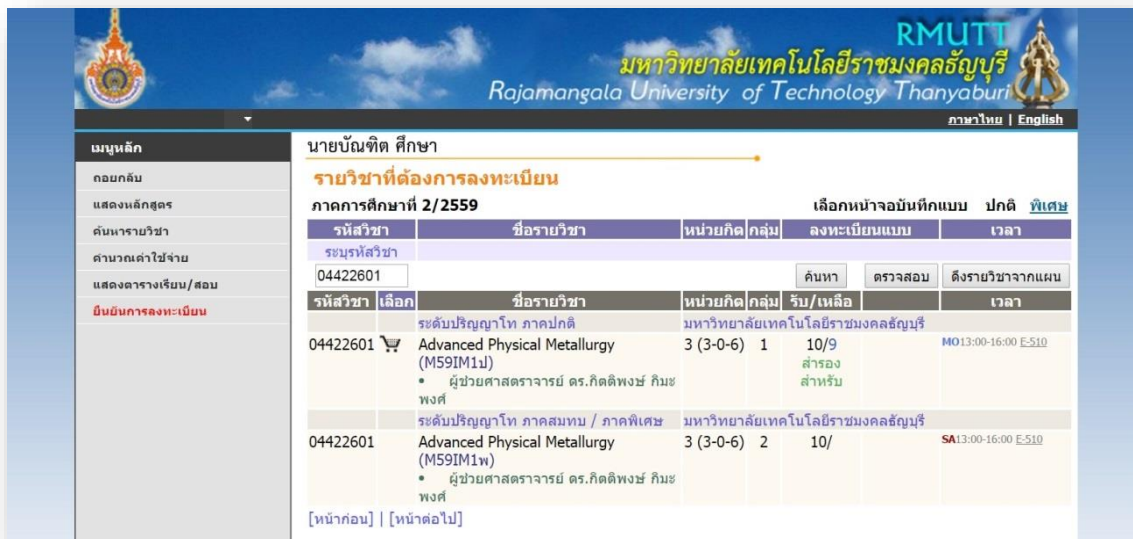 RMUTT
มหาวิทยาลัยเทคโนโลยีราชมงคลธัญบุรี
Rajamangala University of Technology Thanyaburi
ภาษาไทย | English
เมนูหลัก
ถอยกลับ
แสดงหลักสูตร
ค้นหารายวิชา
คำนวณค่าใช้จ่าย
แสดงตารางเรียน/สอบ
ยืนยันการลงทะเบียน
นายบัณฑิต ศึกษา
รายวิชาที่ต้องการลงทะเบียน
ภาคการศึกษาที่ 2/2559 เลือกหน้าจอบันทึกแบบ ปกติ พิเศษ
รหัสวิชา ชื่อรายวิชา หน่วยกิต กลุ่ม ลงทะเบียนแบบ เวลา
ระบุรหัสวิชา
04422601 ค้นหา ตรวจสอบ ดึงรายวิชาจากแผน
รหัสวิชา เลือก ชื่อรายวิชา หน่วยกิต กลุ่ม รับ/เหลือ เวลา
ระดับปริญญาโท ภาคปกติ มหาวิทยาลัยเทคโนโลยีราชมงคลธัญบุรี
04422601 Advanced Physical Metallurgy 3 (3-0-6) 1 10/9 MO13:00-16:00 E-510
(M59IM1ป) สำรอง
• ผู้ช่วยศาสตราจารย์ ดร.กิตติพงษ์ กิมะ สำหรับ
พงศ์
ระดับปริญญาโท ภาคสมทบ / ภาคพิเศษ มหาวิทยาลัยเทคโนโลยีราชมงคลธัญบุรี
04422601 Advanced Physical Metallurgy 3 (3-0-6) 2 10/ SA13:00-16:00 E-510
(M59IM1พ)
• ผู้ช่วยศาสตราจารย์ ดร.กิตติพงษ์ กิมะ
พงศ์
[หน้าก่อน] | [หน้าต่อไป]